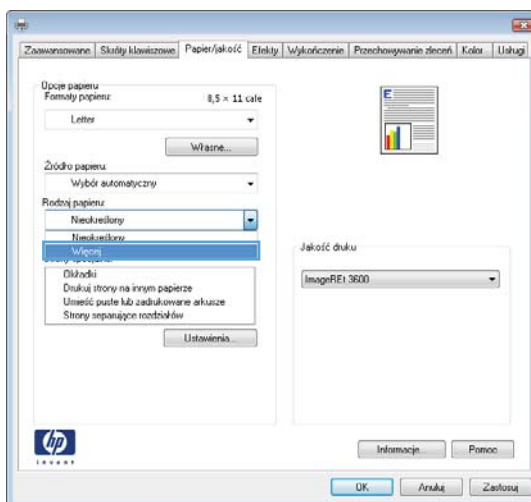 Zaawansowane Skróty klawiszowe Papier/jakość Efekty Wykończenie Przechowywanie zleceń Kolor Usługi
Opcje papieru
Formaty papieru: 8,5 × 11 cale
Letter
Własne...
Źródło papieru:
Wybór automatyczny
Rodzaj papieru:
Nieokreślony
Nieokreślony
Więcej
Okładki
Drukuj strony na innym papierze
Umieść puste lub zadrukowane arkusze
Strony separujące rozdziałów
Ustawienia...
Jakość druku
ImageREt 3600
E
hp
invent
Informacje... Pomoc
OK Anuluj Zastosuj